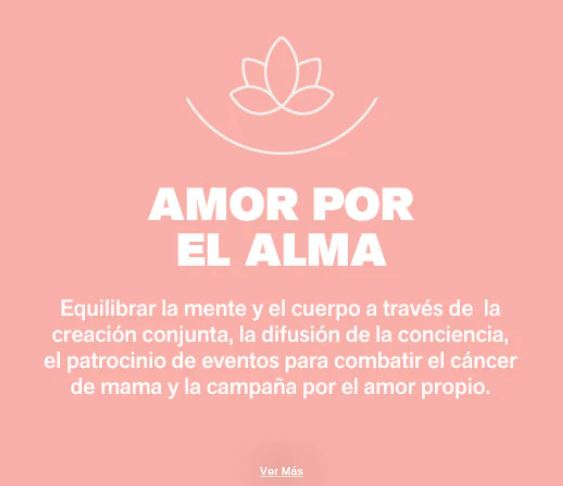 AMOR POR
EL ALMA
Equilibrar la mente y el cuerpo a través de la
creación conjunta, la difusión de la conciencia,
el patrocinio de eventos para combatir el cáncer
de mama y la campaña por el amor propio.
Ver Más